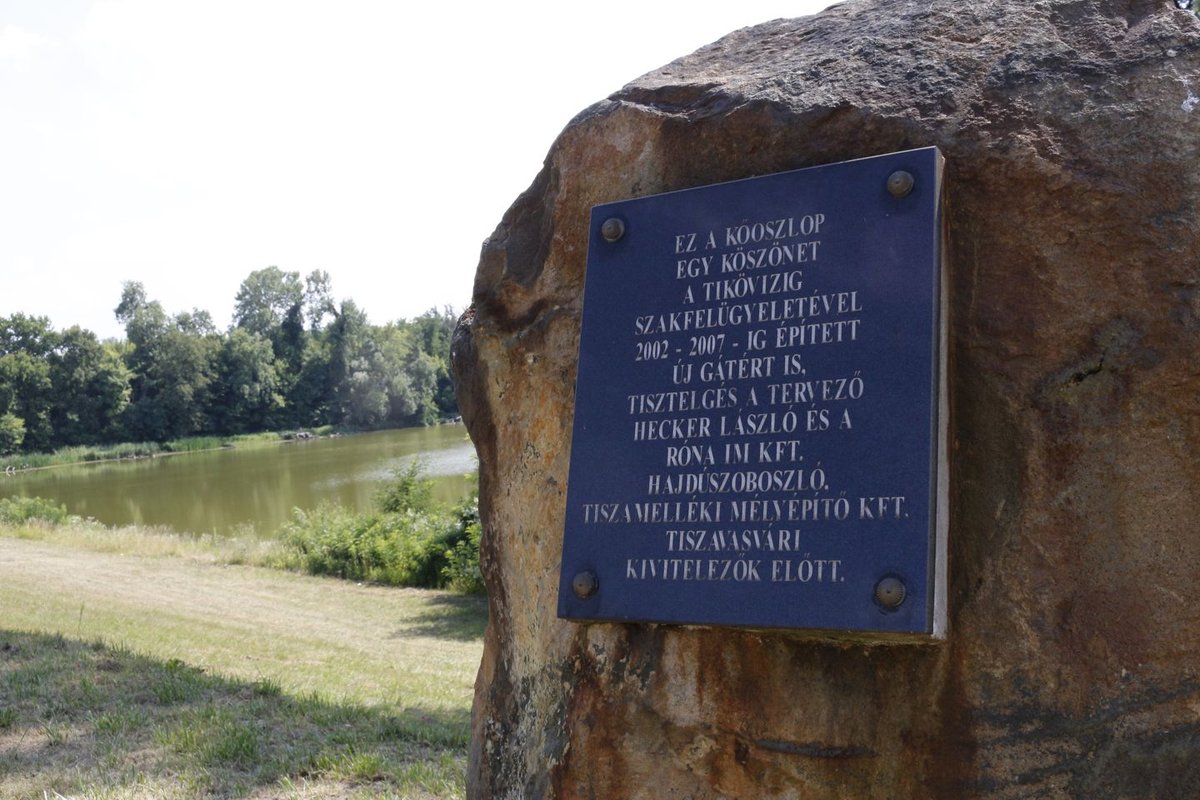 EZ A KŐOSZLOP
EGY KÖSZÖNET
A TIKÖVIZIG
SZAKFELÜGYELETÉVEL
2002 - 2007 - IG ÉPÍTETT
ÚJ GÁTÉRT IS,
TISZTELGÉS A TERVEZŐ
HECKER LÁSZLÓ ÉS A
RÓNA IM KFT.
HAJDÚSZOBOSZLÓ,
TISZAMELLÉKI MÉLYÉPÍTŐ KFT.
TISZAVASVÁRI
KIVITELEZŐK ELŐTT.